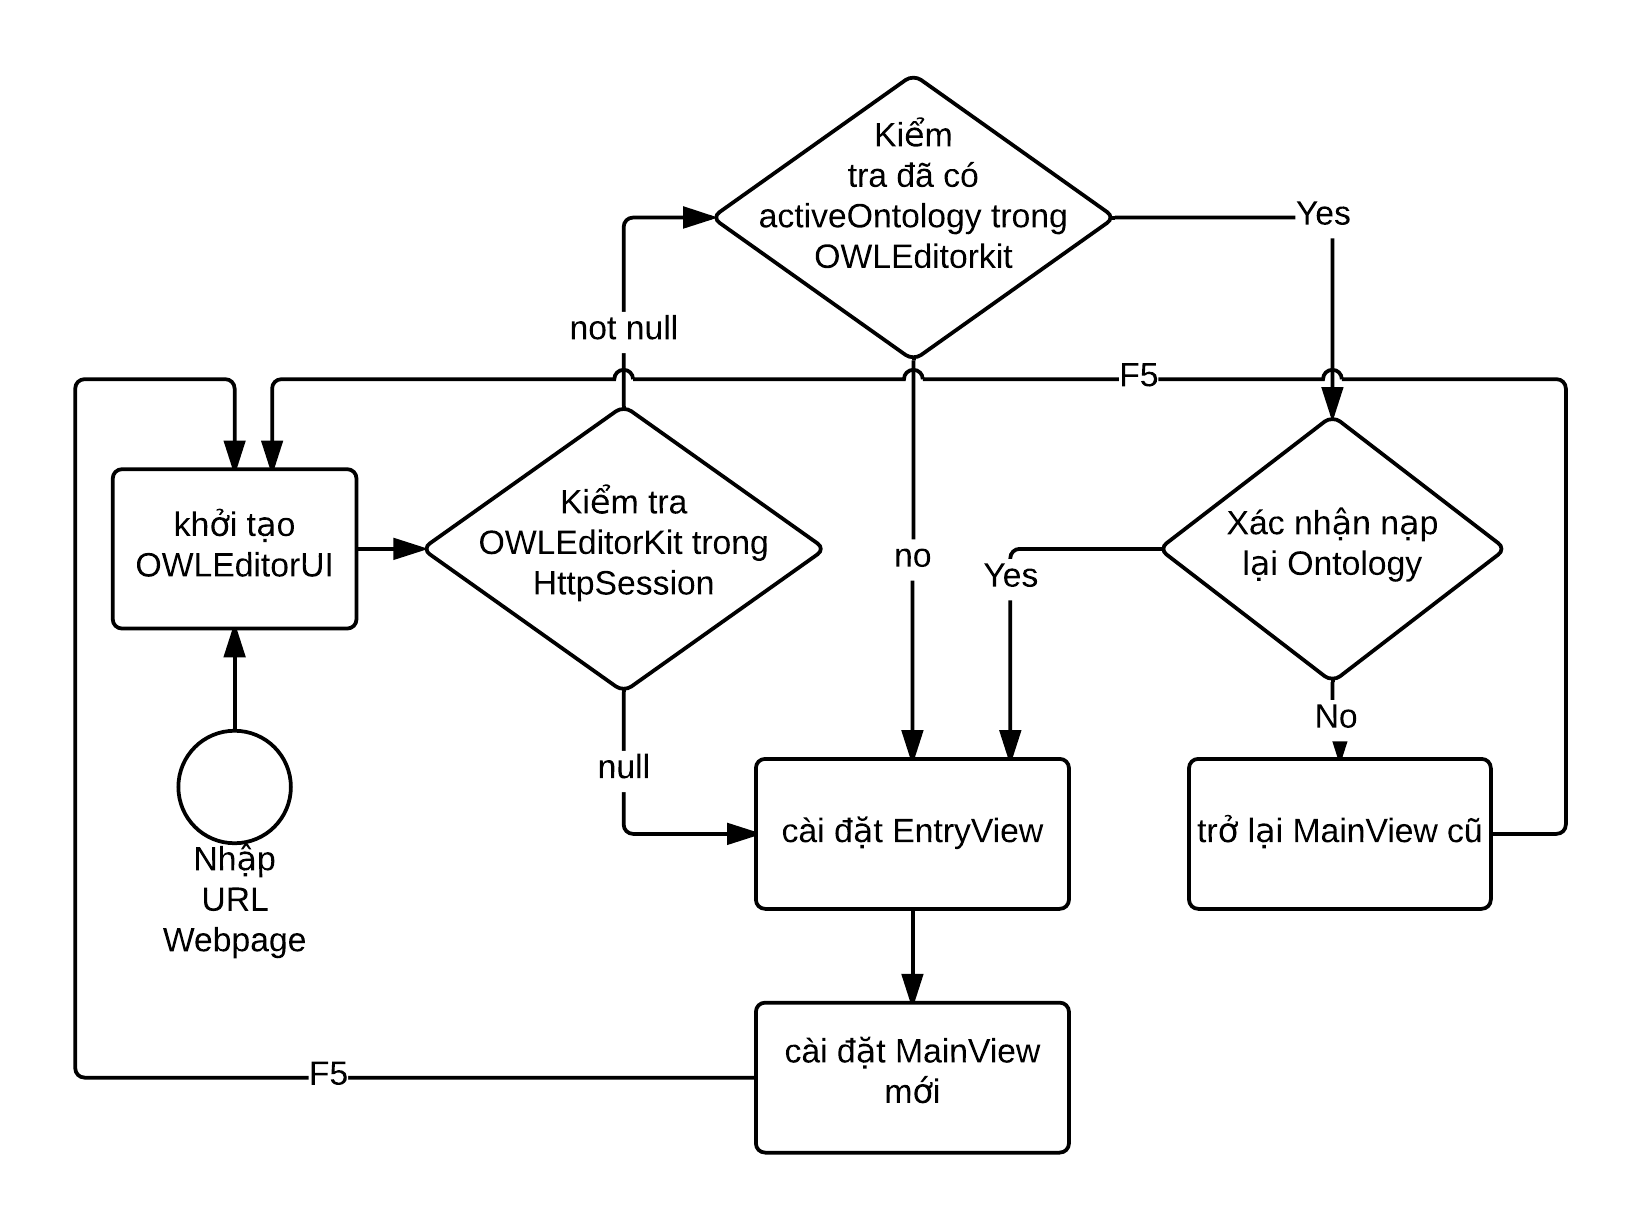 Kiểm
tra đã có
activeOntology trong
OWLEditorkit
Yes
not null
F5
khởi tạo
OWLEditorUI
Kiểm tra
OWLEditorKit trong
HttpSession
no
Yes
Xác nhận nạp
lại Ontology
No
null
cài đặt EntryView
trở lại MainView cũ
Nhập
URL
Webpage
cài đặt MainView
mới
F5